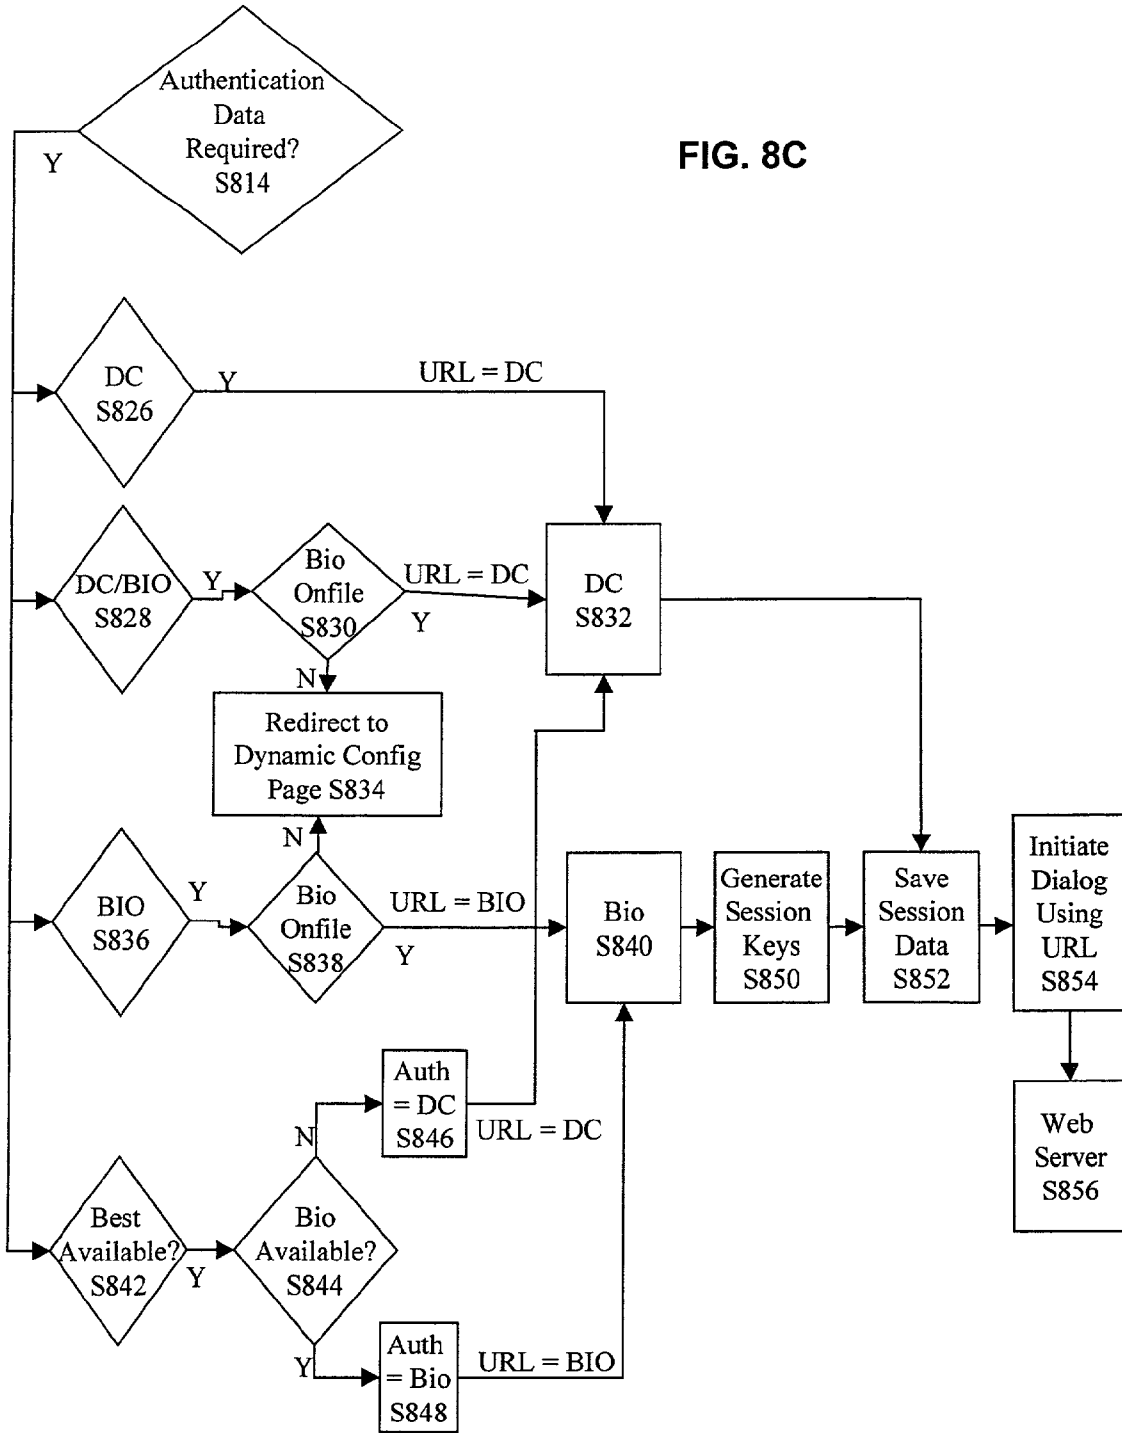 Authentication
Data
Required?
S814
Y
FIG. 8C
DC
S826
Y
URL = DC
DC/BIO
S828
Y
Bio
Onfile
S830
URL = DC
Y
N
DC
S832
Redirect to
Dynamic Config
Page S834
N
BIO
S836
Y
Bio
Onfile
S838
URL = BIO
Y
Bio
S840
Generate
Session
Keys
S850
Save
Session
Data
S852
Initiate
Dialog
Using
URL
S854
Web
Server
S856
Auth
= DC
S846
URL = DC
N
Best
Available?
S842
Y
Bio
Available?
S844
Y
Auth
= Bio
S848
URL = BIO